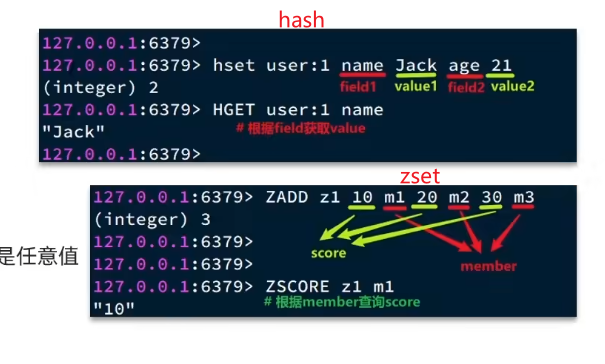 hash
127.0.0.1:6379>
127.0.0.1:6379> hset user:1 name Jack age 21
(integer) 2
field1 value1 field2 value2
127.0.0.1:6379> HGET user:1 name
"Jack"
# 根据field获取value
127.0.0.1:6379>
zset
127.0.0.1:6379> ZADD z1 10 m1 20 m2 30 m3
(integer) 3
127.0.0.1:6379>
是任意值
score
127.0.0.1:6379>
member
127.0.0.1:6379> ZSCORE z1 m1
"10"
# 根据member查询score